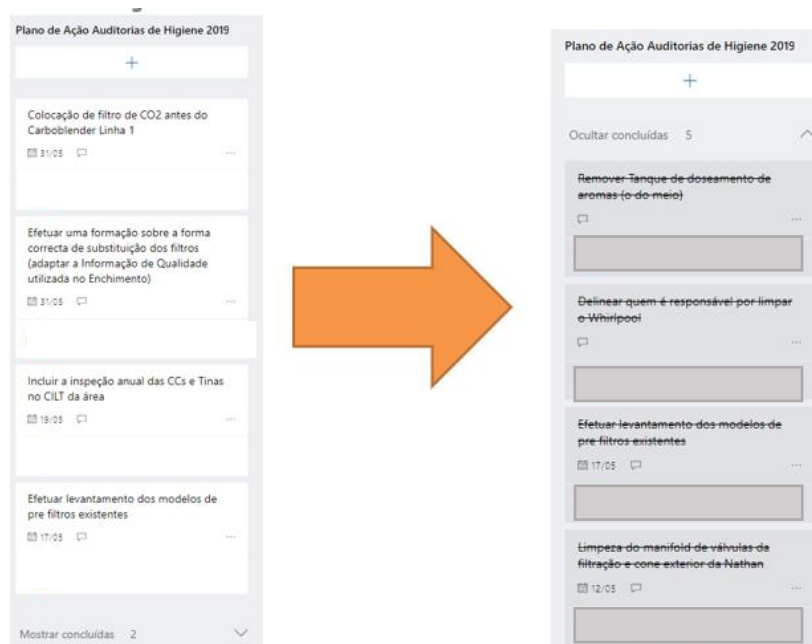 Plano de Ação Auditorias de Higiene 2019
+
Colocação de filtro de CO2 antes do
Carboblender Linha 1
31/05
Efetuar uma formação sobre a forma
correcta de substituição dos filtros
(adaptar a Informação de Qualidade
utilizada no Enchimento)
31/05
Incluir a inspeção anual das CCs e Tinas
no CILT da área
19/05
Efetuar levantamento dos modelos de
pre filtros existentes
17/05
Mostrar concluídas 2
Plano de Ação Auditorias de Higiene 2019
+
Ocultar concluídas 5
Remover Tanque de doseamento de
aromas (o do meio)
Delinear quem é responsável por limpar
o Whirlpool
Efetuar levantamento dos modelos de
pre filtros existentes
17/05
Limpeza do manifold de válvulas da
filtração e cone exterior da Nathan
12/05